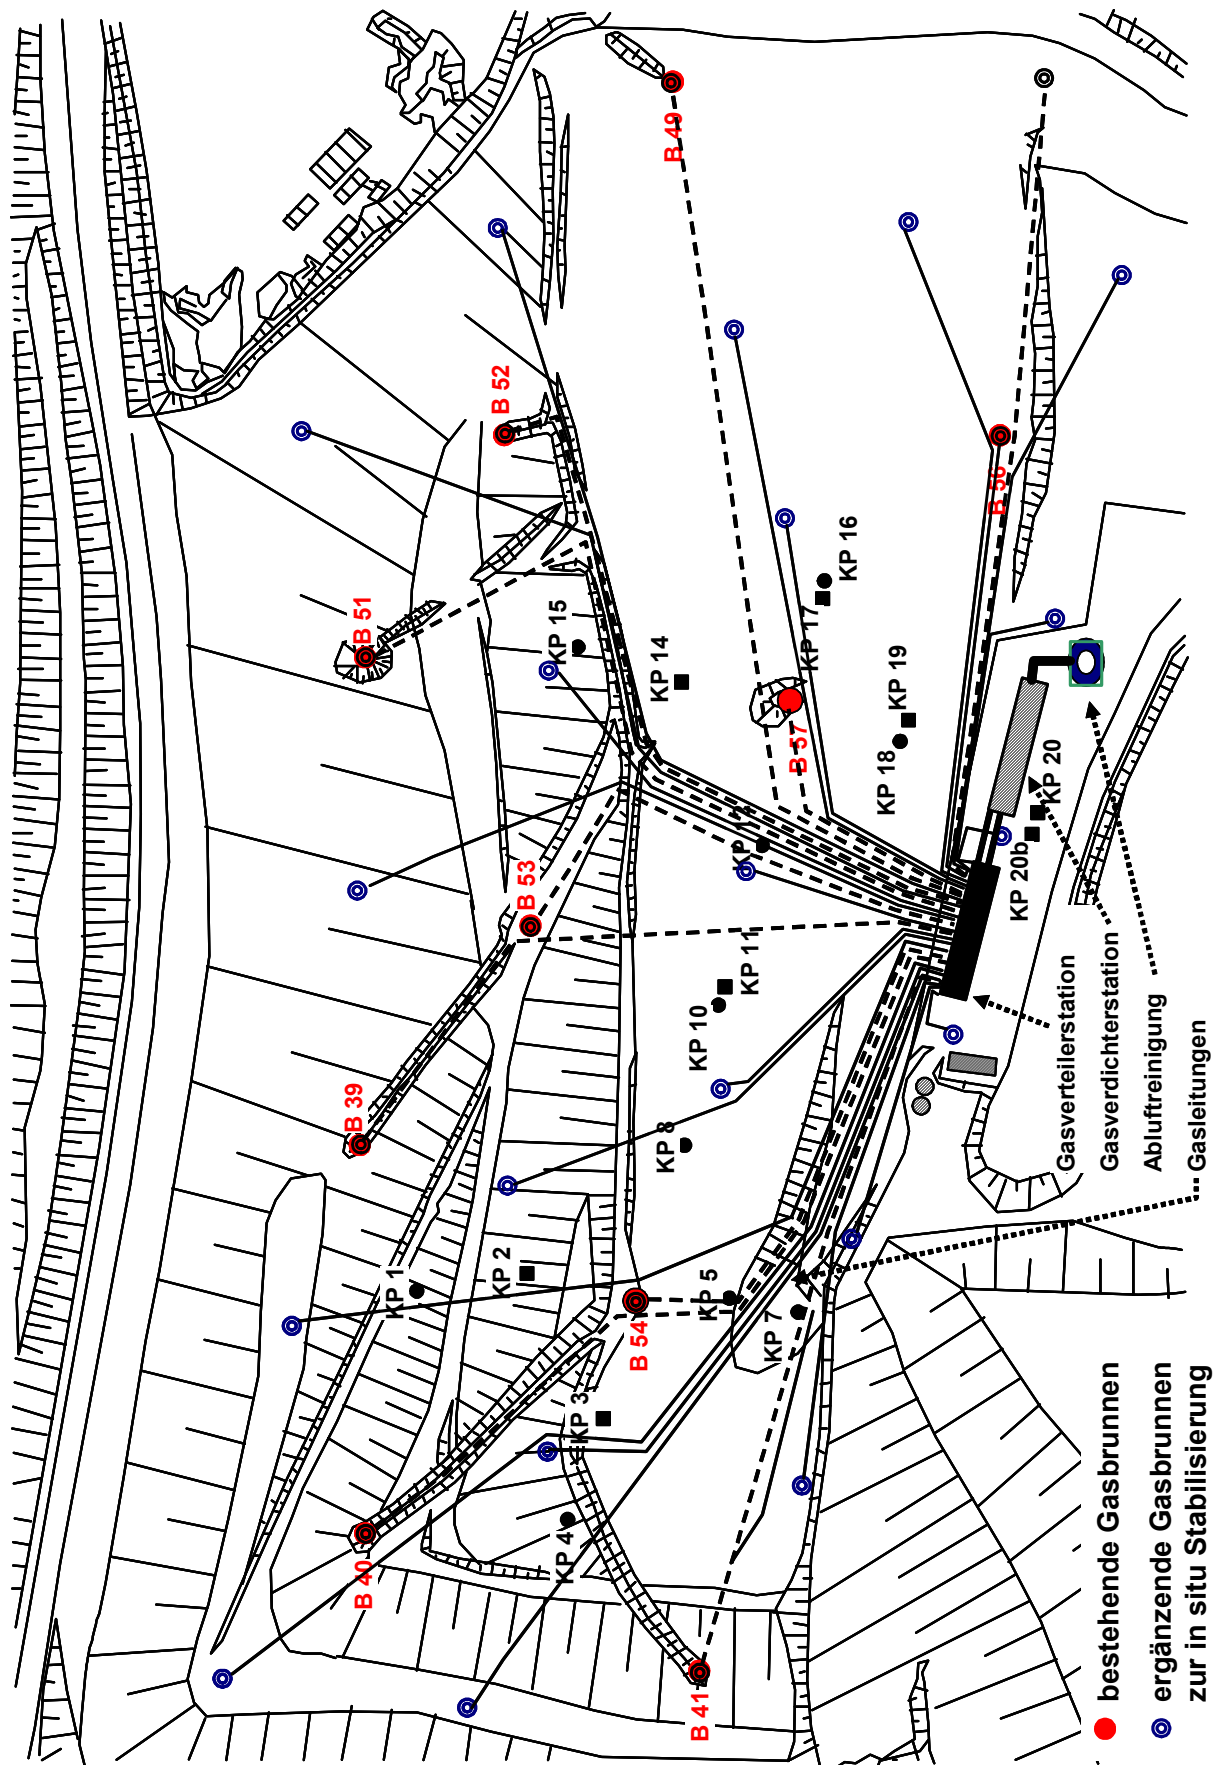 B 39
B 40
B 51
KP 1
B 52
KP 2
B 53
KP 15
KP 4
KP 3
B 54
KP 14
KP 8
B 49
KP 10
B 41
KP 5
KP 11
KP 7
B 57
KP 17
KP 16
KP 18
KP 19
B 56
KP 20b
KP 20
Gasverteilerstation
Gasverdichterstation
Abluftreinigung
Gasleitungen
bestehende Gasbrunnen
ergänzende Gasbrunnen
zur in situ Stabilisierung